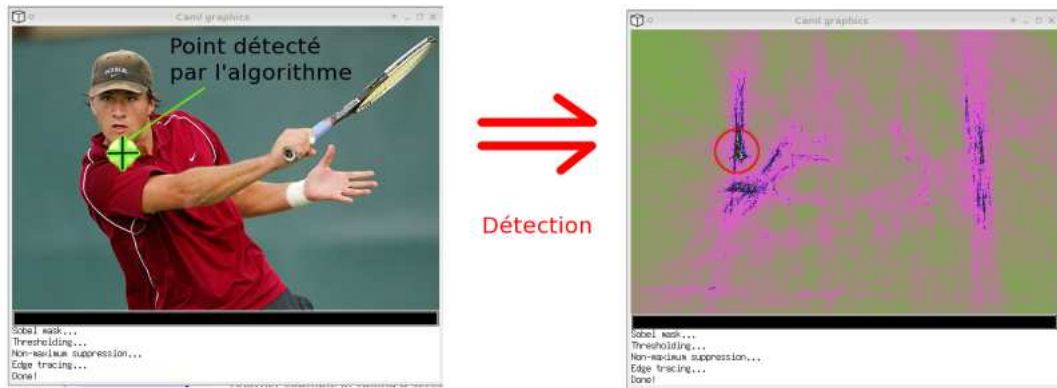 Caml graphics
Point détecté
par l'algorithme
NIKE
Sobel mask...
Thresholding...
Non-maximum suppression...
Edge tracing...
Done!
Détection
Caml graphics
Sobel mask...
Thresholding...
Non-maximum suppression...
Edge tracing...
Done!